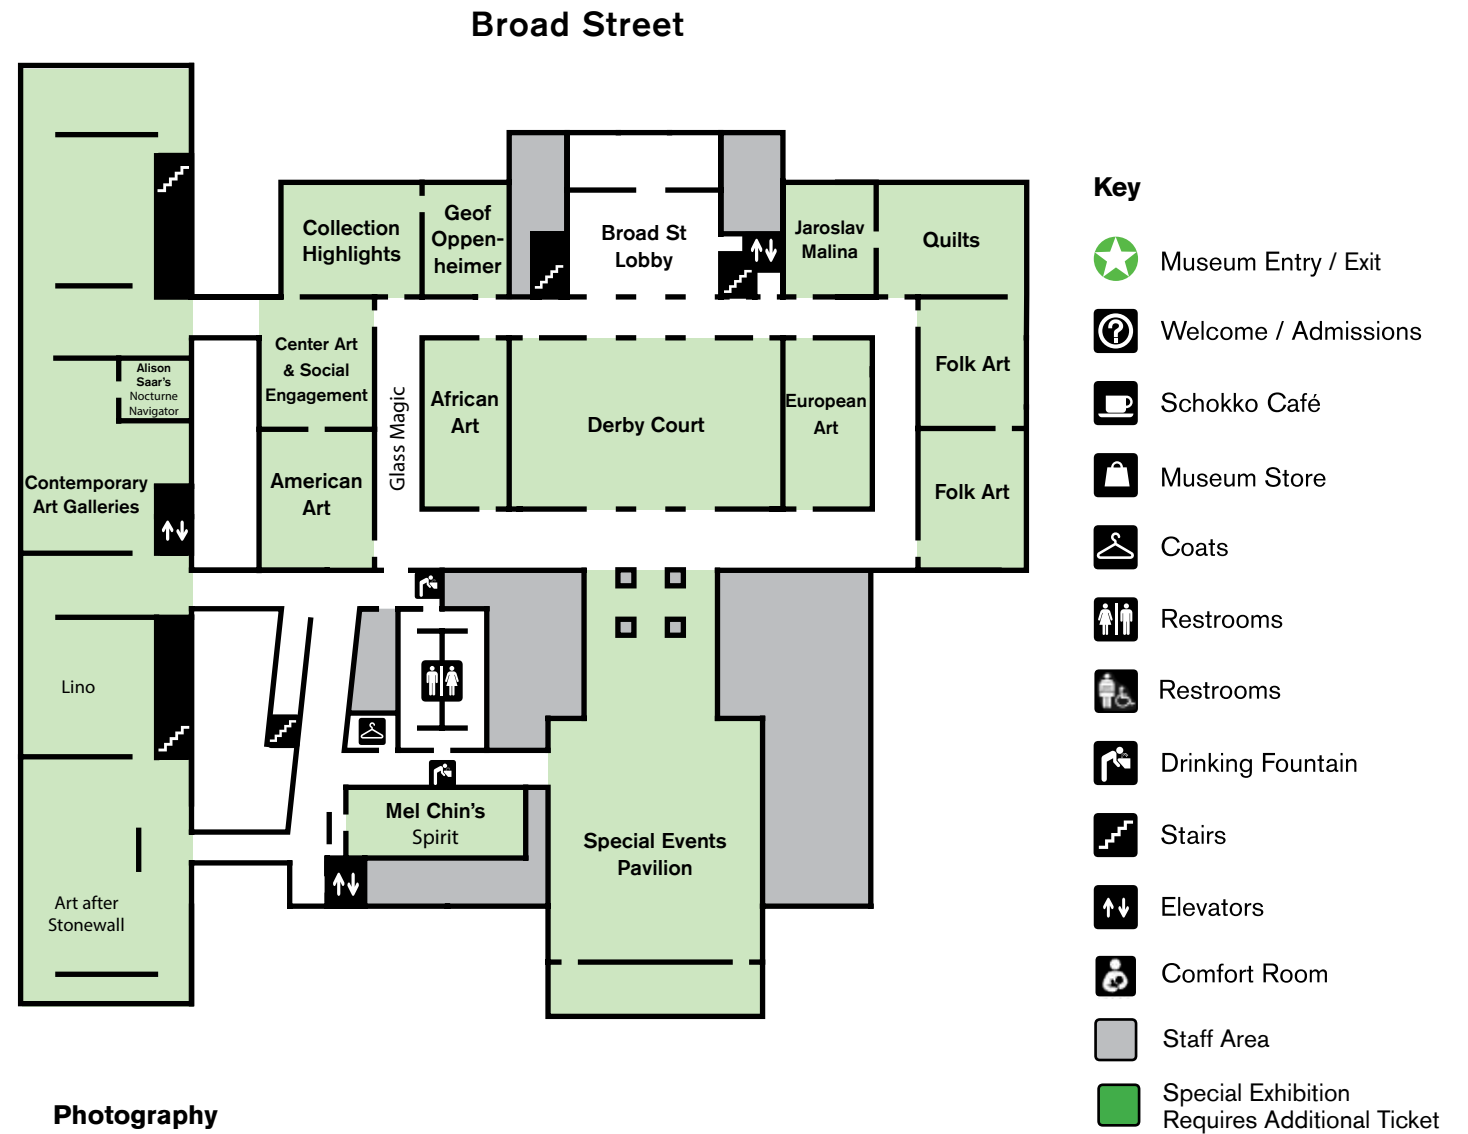 Broad Street
Collection
Highlights
Geof
Oppen-
heimer
Broad St
Lobby
Jaroslav
Malina
Quilts
Center Art
& Social
Engagement
Glass Magic
African
Art
Derby Court
European
Art
Folk Art
Alison
Saar's
Nocturne
Navigator
Contemporary
Art Galleries
American
Art
Folk Art
Lino
Mel Chin’s
Spirit
Special Events
Pavilion
Art after
Stonewall
Photography
Key
Museum Entry / Exit
Welcome / Admissions
Schokko Café
Museum Store
Coats
Restrooms
Restrooms
Drinking Fountain
Stairs
Elevators
Comfort Room
Staff Area
Special Exhibition
Requires Additional Ticket